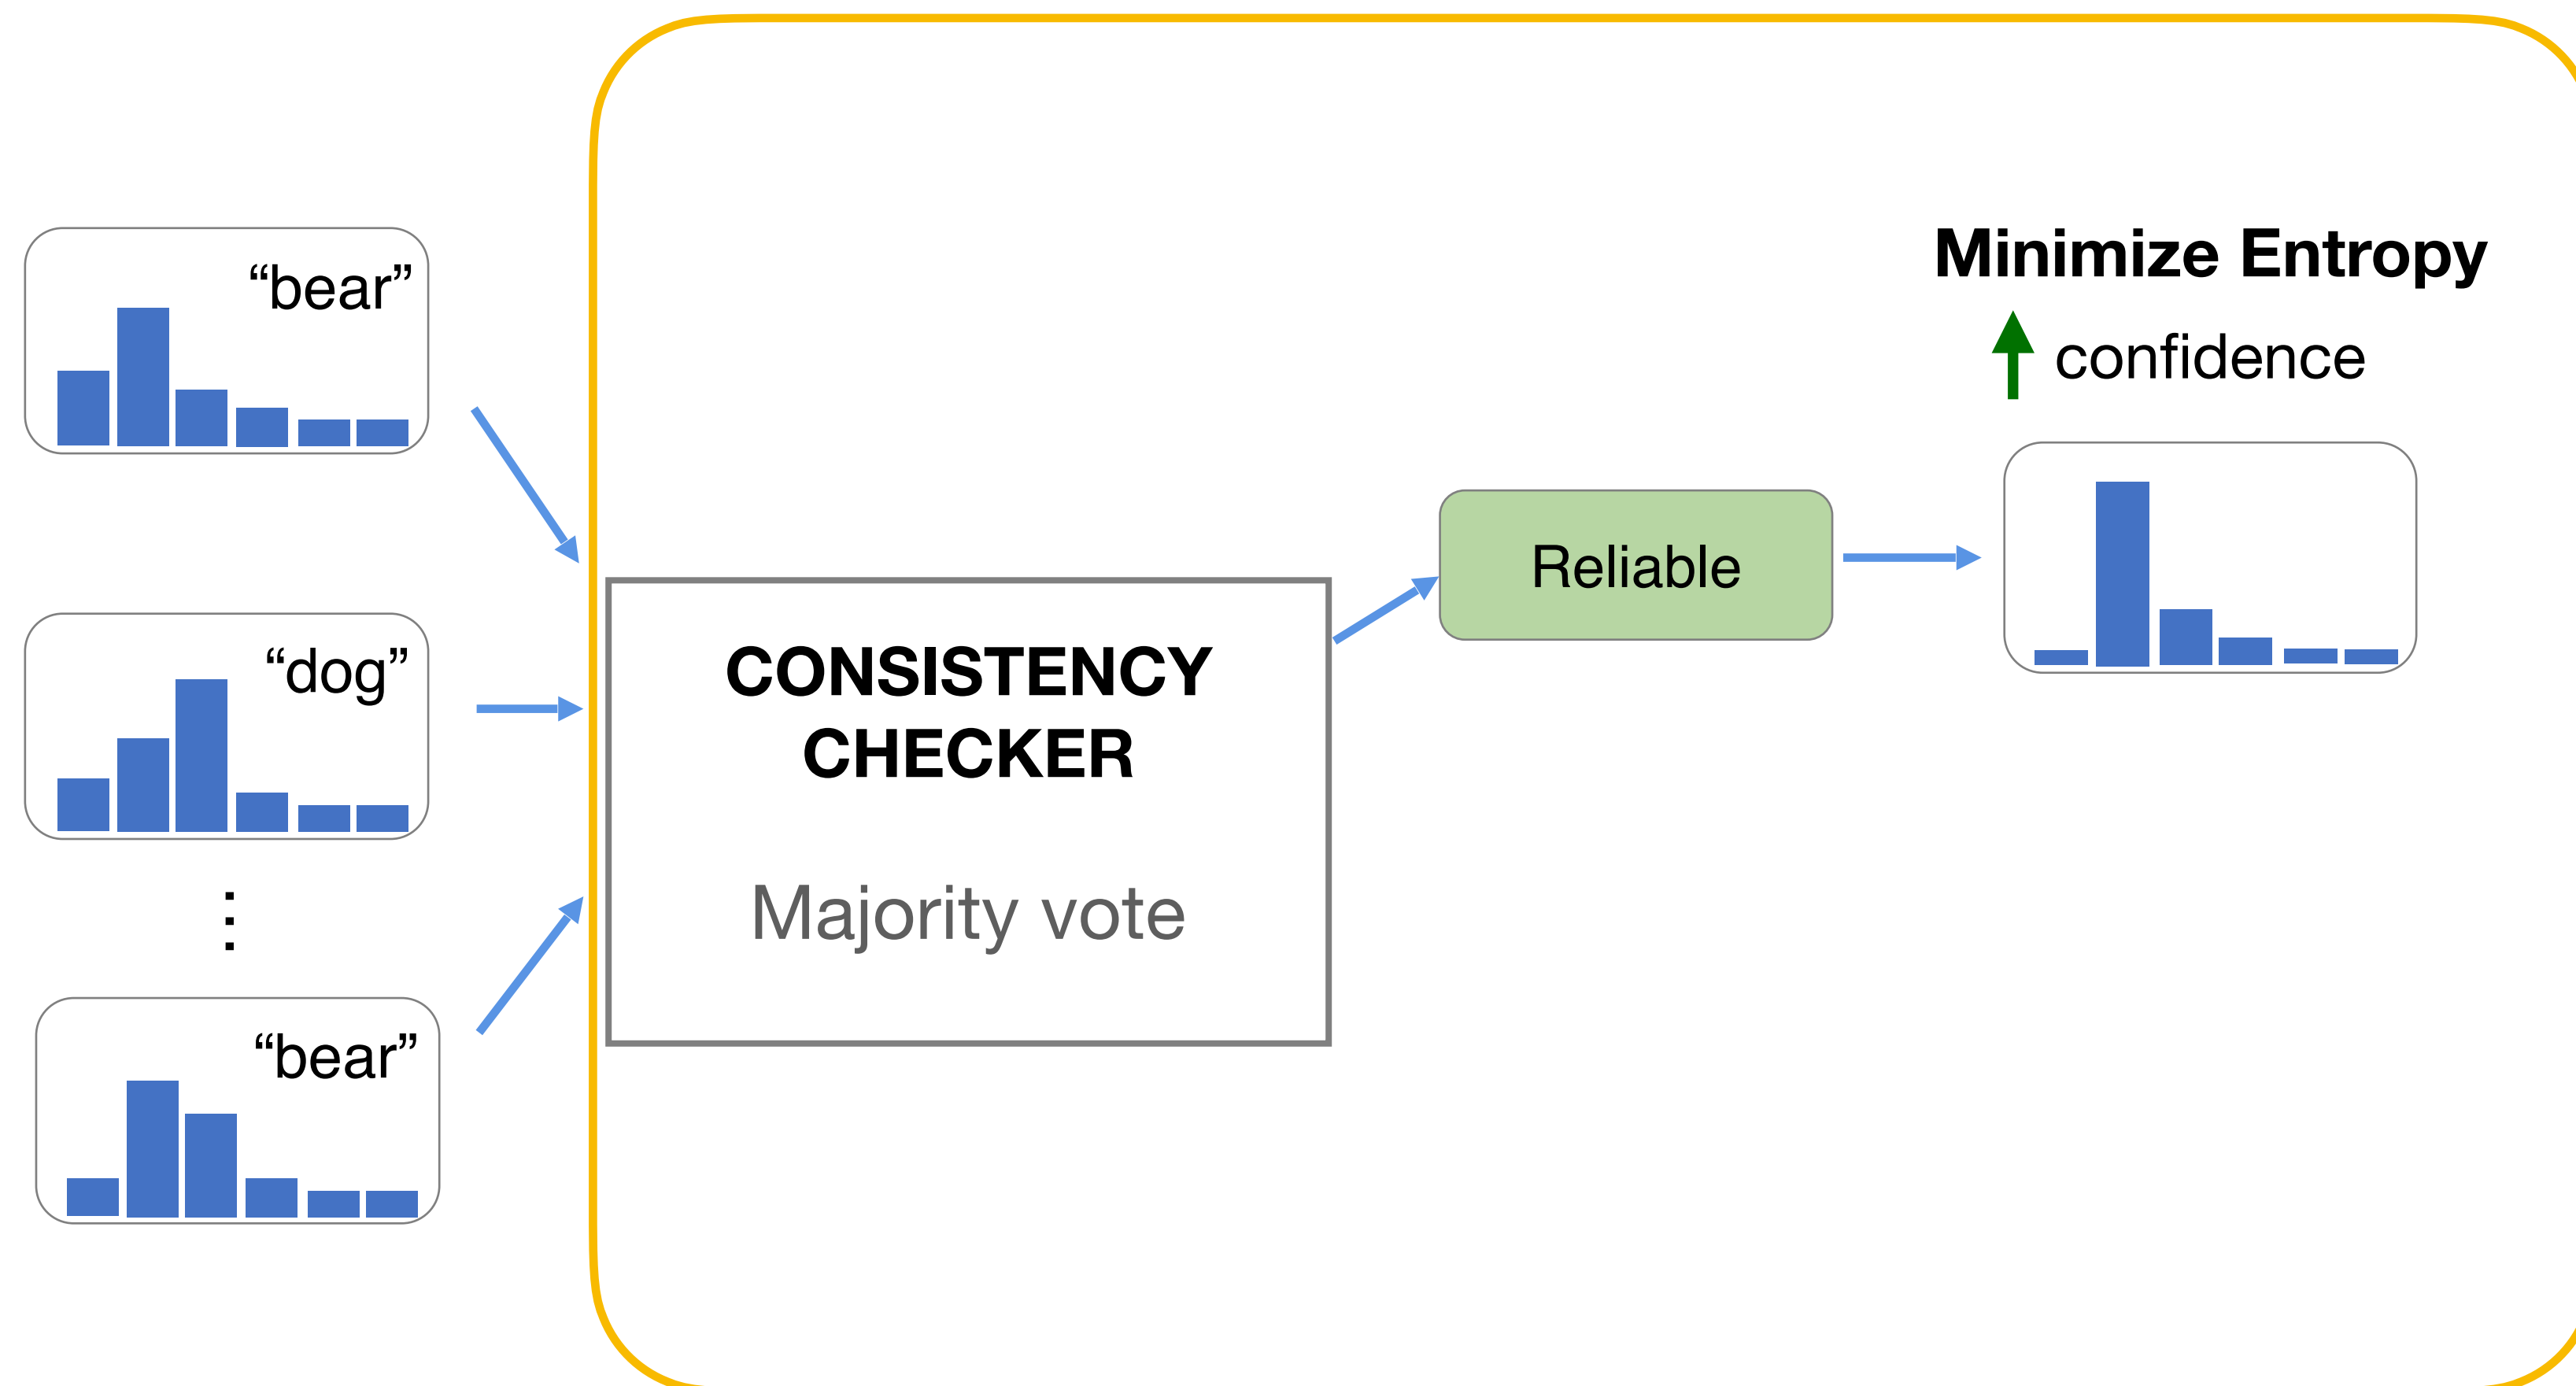 “bear”
“dog”
⋮
“bear”
CONSISTENCY
CHECKER
Majority vote
Reliable
Minimize Entropy
confidence